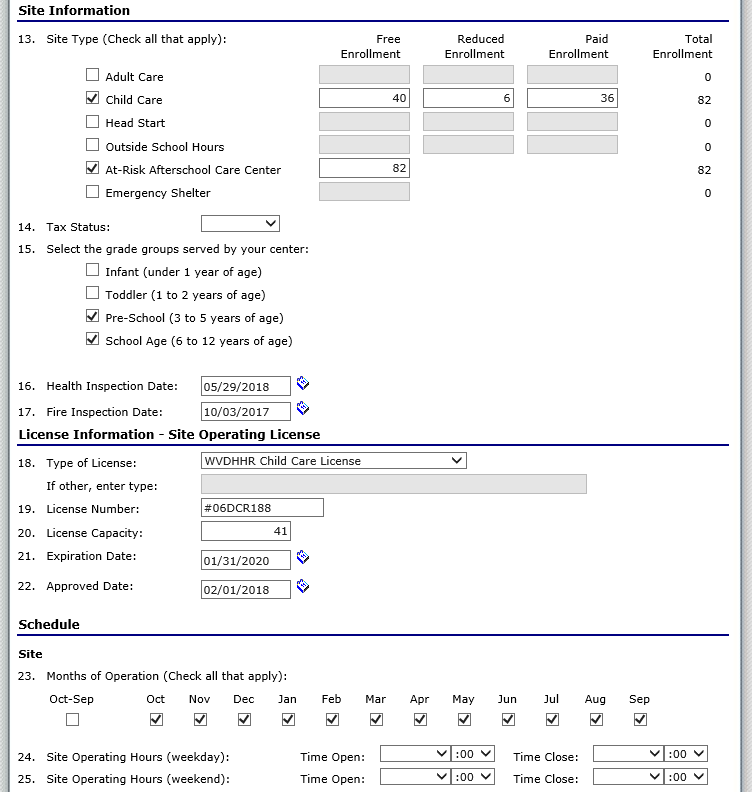 Site Information
13. Site Type (Check all that apply): Free Enrollment Reduced Enrollment Paid Enrollment Total Enrollment
Adult Care 0
Child Care 40 6 36 82
Head Start 0
Outside School Hours 0
At-Risk Afterschool Care Center 82 82
Emergency Shelter 0
14. Tax Status:
15. Select the grade groups served by your center:
Infant (under 1 year of age)
Toddler (1 to 2 years of age)
Pre-School (3 to 5 years of age)
School Age (6 to 12 years of age)
16. Health Inspection Date: 05/29/2018
17. Fire Inspection Date: 10/03/2017
License Information - Site Operating License
18. Type of License: WVDHHR Child Care License
If other, enter type:
19. License Number: #06DCR188
20. License Capacity: 41
21. Expiration Date: 01/31/2020
22. Approved Date: 02/01/2018
Schedule
Site
23. Months of Operation (Check all that apply):
Oct-Sep Oct Nov Dec Jan Feb Mar Apr May Jun Jul Aug Sep
24. Site Operating Hours (weekday): Time Open: :00 Time Close: :00
25. Site Operating Hours (weekend): Time Open: :00 Time Close: :00